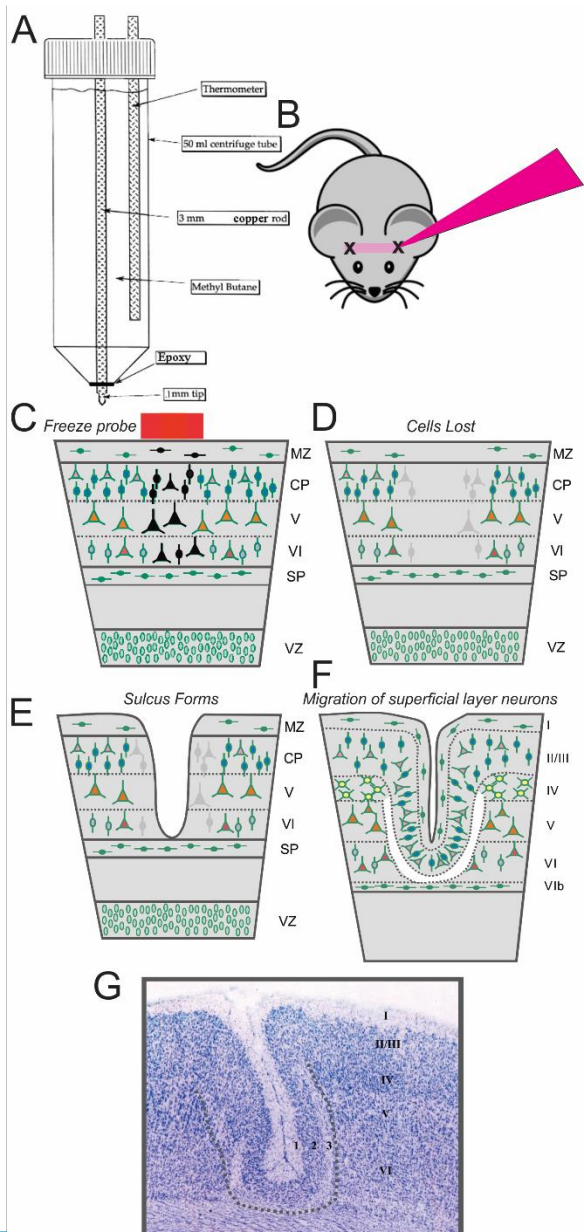 A
Thermometer
50 ml centrifuge tube
3 mm copper rod
Methyl Butane
Epoxy
.1mm tip
B
X X
C
Freeze probe
MZ
CP
V
VI
SP
VZ
D
Cells Lost
MZ
CP
V
VI
SP
VZ
E
Sulcus Forms
MZ
CP
V
VI
SP
VZ
F
Migration of superficial layer neurons
I
II/III
IV
V
VI
VIb
G
I
II/III
IV
V
VI
1 2 3